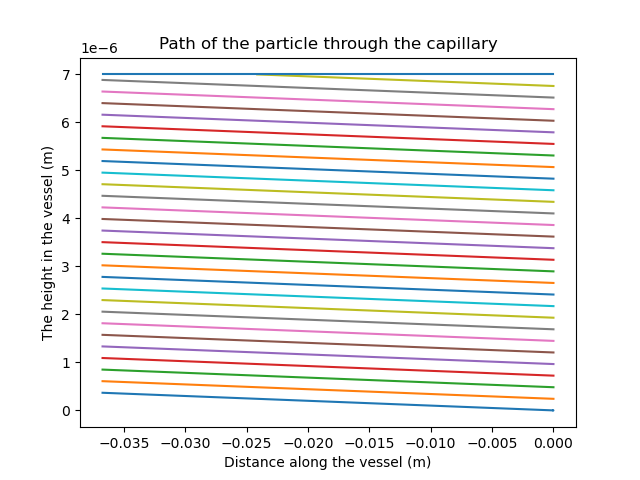 Path of the particle through the capillary
1e−6
7
6
5
4
3
2
1
0
The height in the vessel (m)
−0.035 −0.030 −0.025 −0.020 −0.015 −0.010 −0.005 0.000
Distance along the vessel (m)